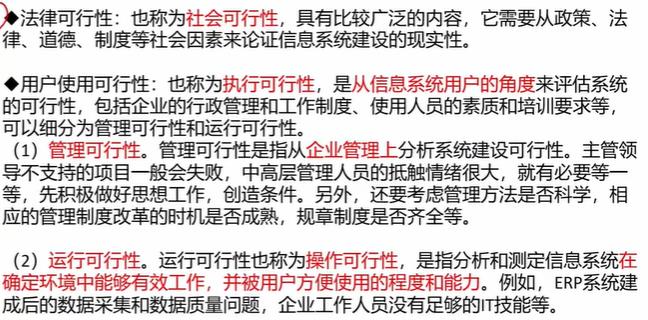 ◆法律可行性：也称为社会可行性，具有比较广泛的内容，它需要从政策、法
律、道德、制度等社会因素来论证信息系统建设的现实性。
◆用户使用可行性：也称为执行可行性，是从信息系统用户的角度来评估系统
的可行性，包括企业的行政管理和工作制度、使用人员的素质和培训要求等，
可以细分为管理可行性和运行可行性。
（1）管理可行性。管理可行性是指从企业管理上分析系统建设可行性。主管领
导不支持的项目一般会失败，中高层管理人员的抵触情绪很大，就有必要等一
等，先积极做好思想工作，创造条件。另外，还要考虑管理方法是否科学，相
应的管理制度改革的时机是否成熟，规章制度是否齐全等。
（2）运行可行性。运行可行性也称为操作可行性，是指分析和测定信息系统在
确定环境中能够有效工作，并被用户方便使用的程度和能力。例如，ERP系统建
成后的数据采集和数据质量问题，企业工作人员没有足够的IT技能等。